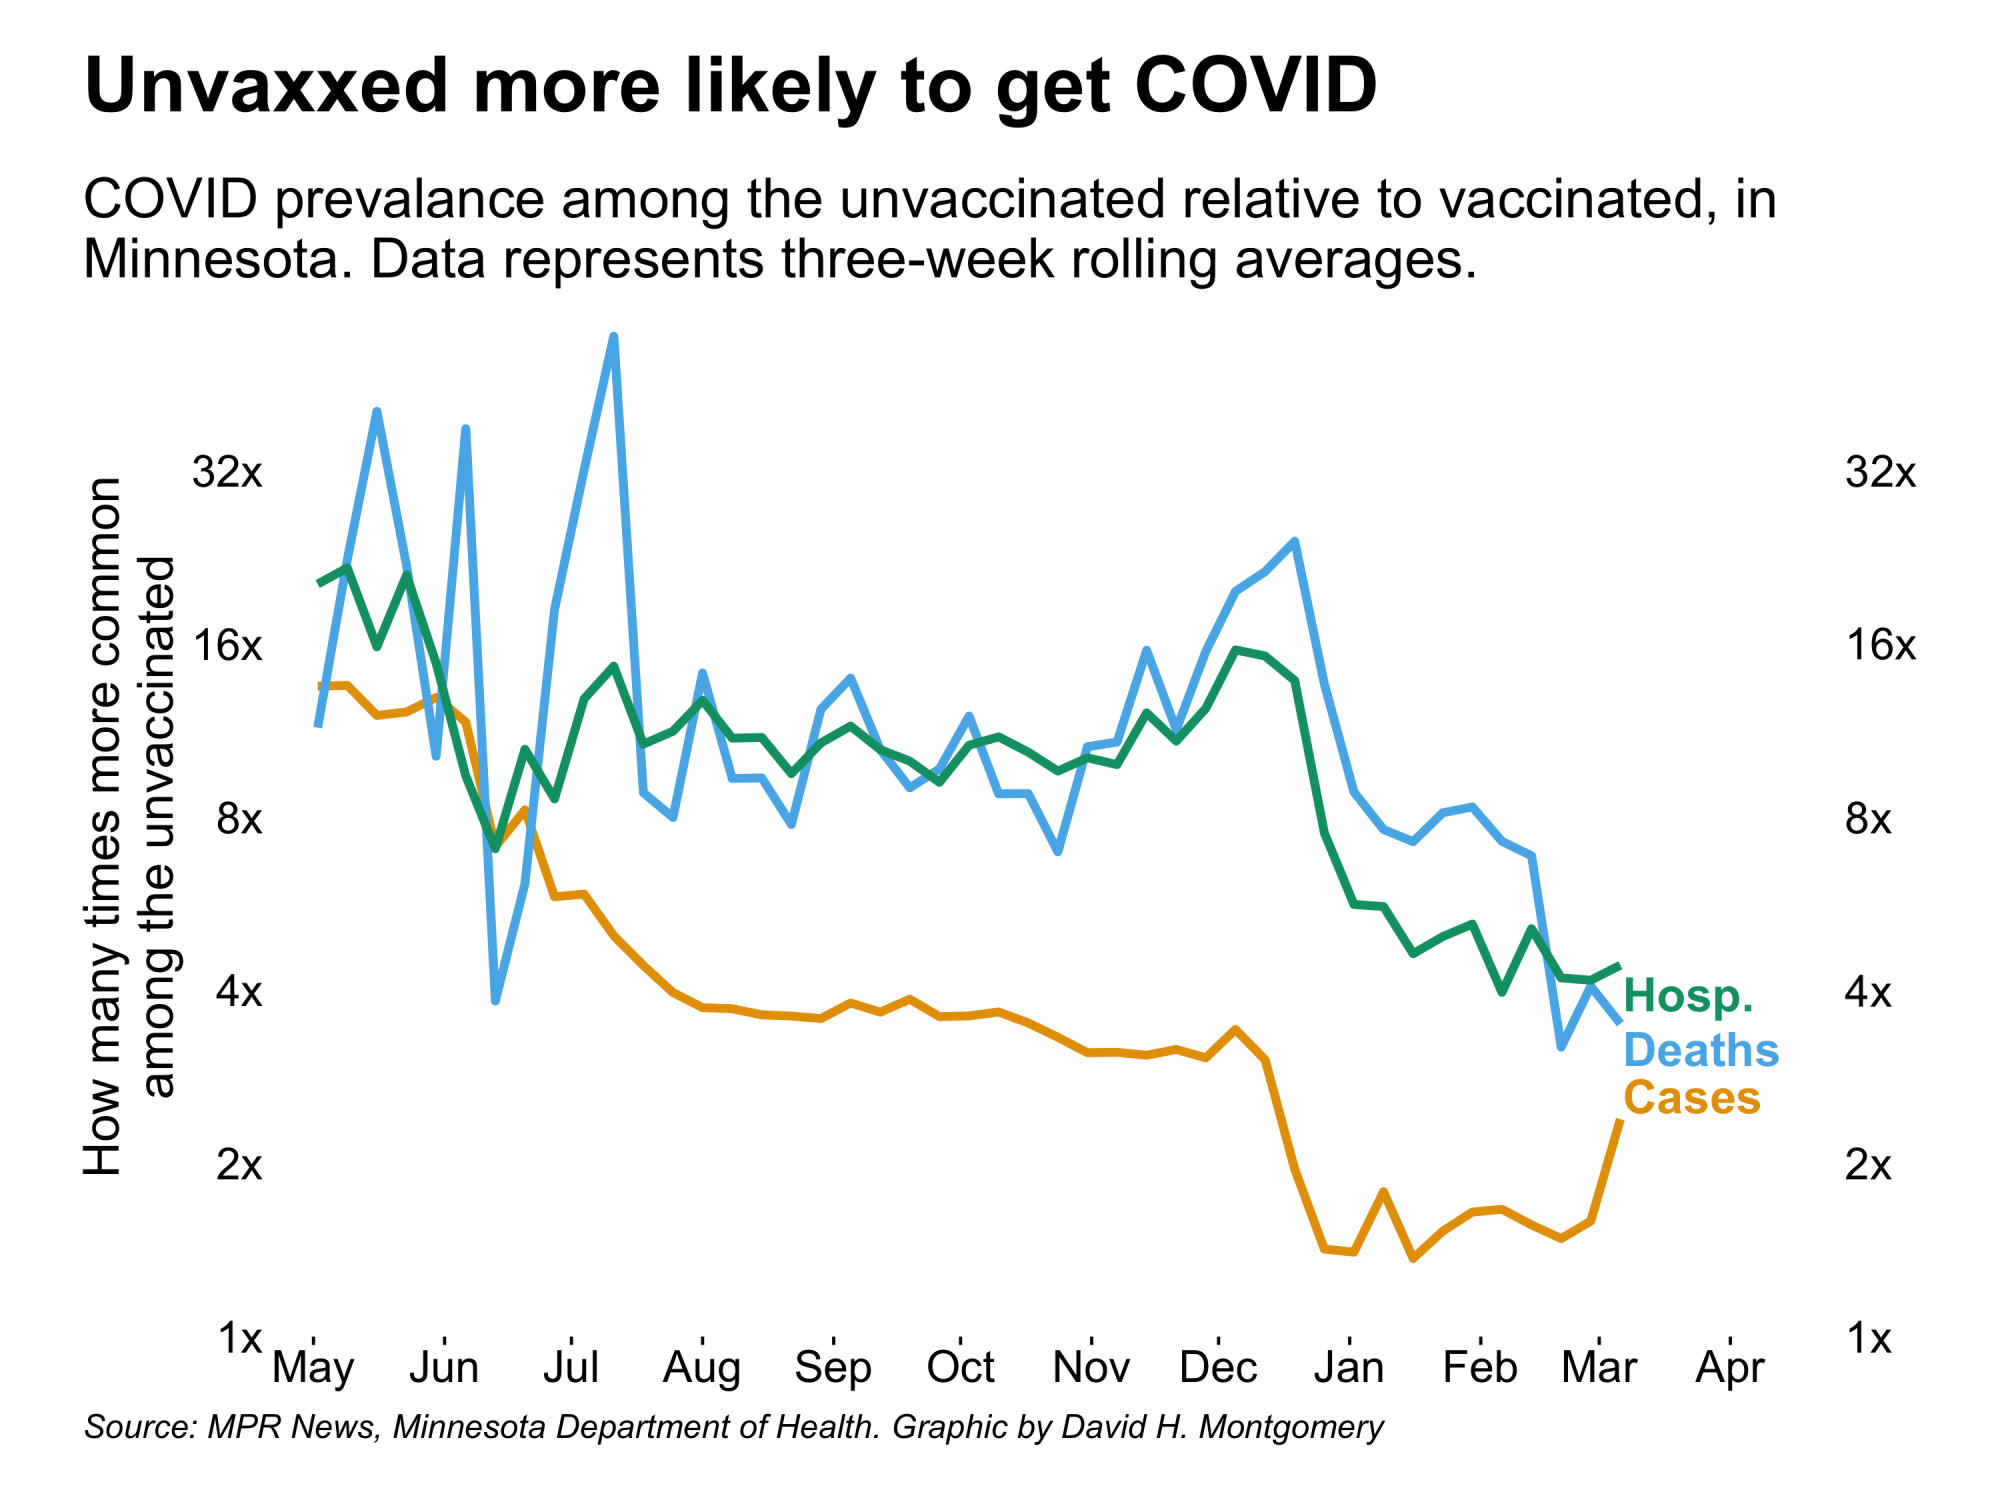 Unvaxxed more likely to get COVID
COVID prevalance among the unvaccinated relative to vaccinated, in
Minnesota. Data represents three-week rolling averages.
How many times more common
among the unvaccinated
32x
16x
8x
4x
2x
1x
32x
16x
8x
4x
2x
1x
Hosp.
Deaths
Cases
May Jun Jul Aug Sep Oct Nov Dec Jan Feb Mar Apr
Source: MPR News, Minnesota Department of Health. Graphic by David H. Montgomery